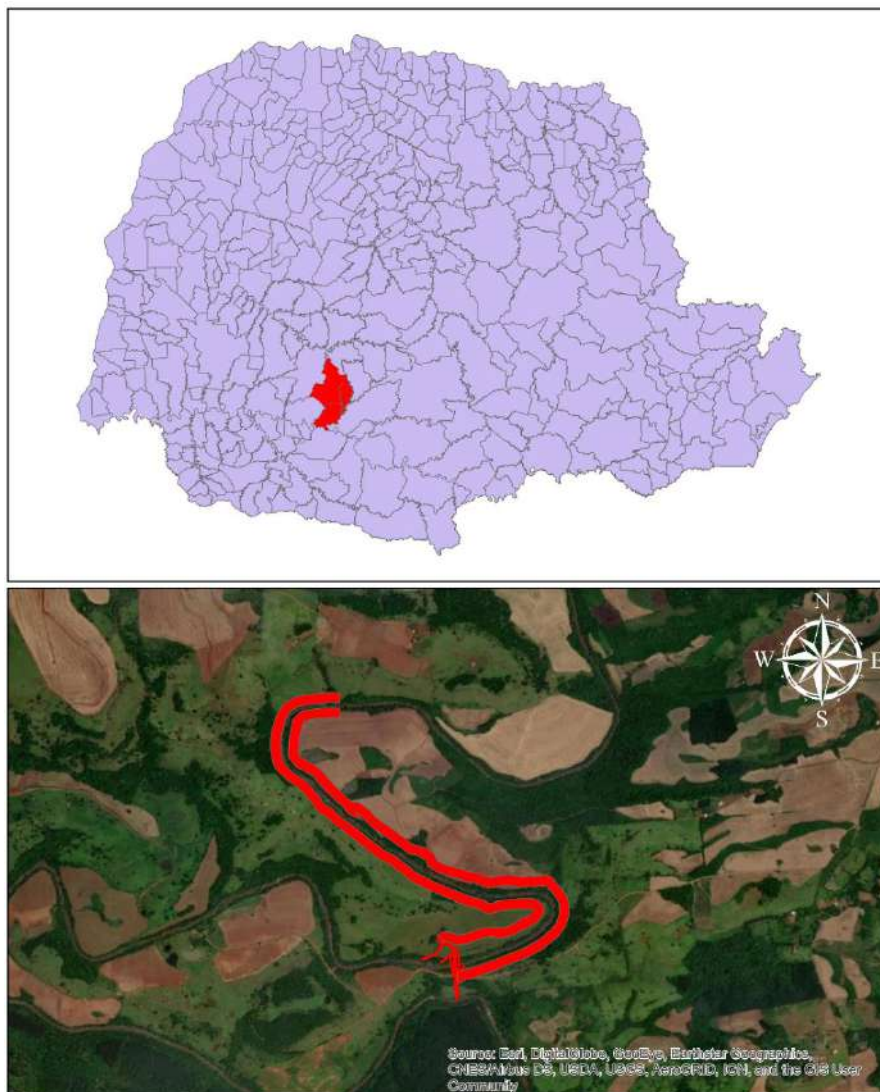 N
W E
S
Source: Esri, DigitalGlobe, GeoEye, Earthstar Geographics,
CNES/Airbus DS, USDA, USGS, AeroGRID, IGN, and the GIS User
Community